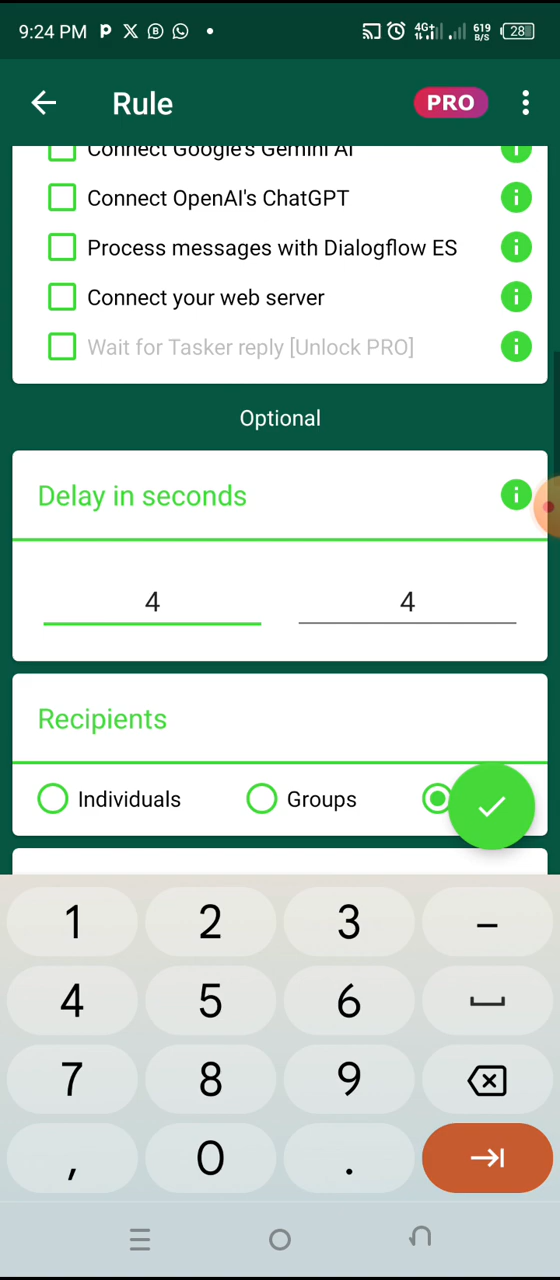 9:24 PM
4G+
619
B/S
28
Rule
PRO
Connect Google's Gemini AI
Connect OpenAI's ChatGPT
Process messages with Dialogflow ES
Connect your web server
Wait for Tasker reply [Unlock PRO]
Optional
Delay in seconds
4 4
Recipients
Individuals Groups
1 2 3 –
4 5 6
7 8 9
, 0 .